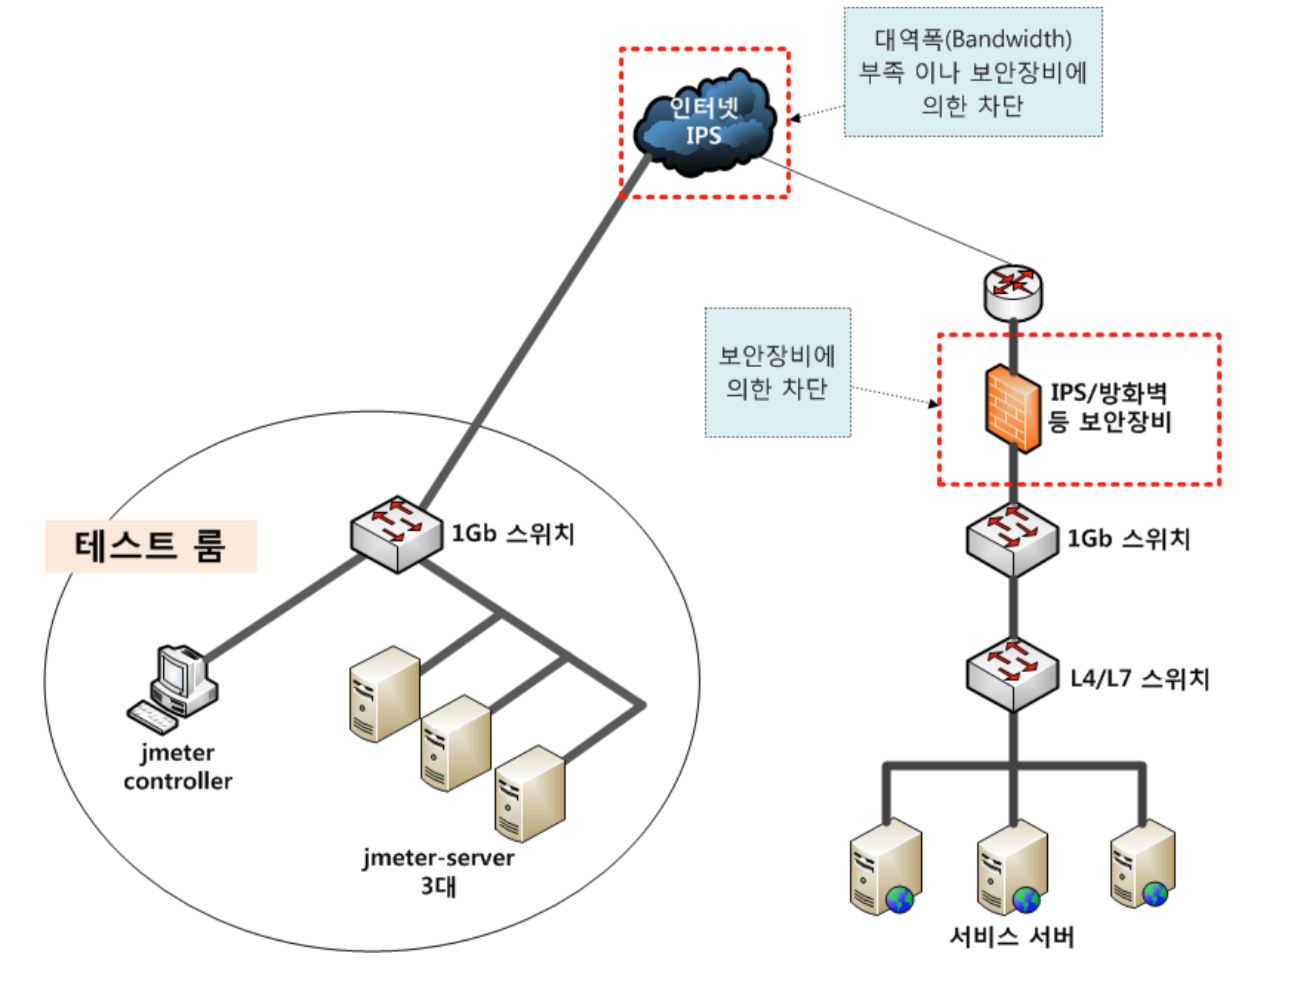 대역폭(Bandwidth)
부족 이나 보안장비에
의한 차단
인터넷
IPS
보안장비에
의한 차단
IPS/방화벽
등 보안장비
테스트 룸
1Gb 스위치
1Gb 스위치
L4/L7 스위치
jmeter
controller
jmeter-server
3대
서비스 서버